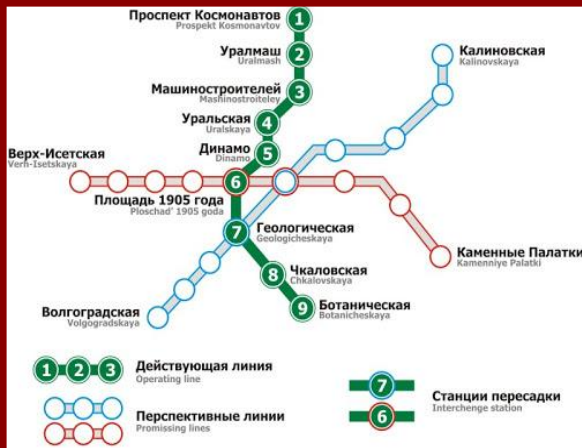 Проспект Космонавтов
Prospekt Kosmonavtov
1
Уралмаш
Uralmash
2
Калиновская
Kalinovskaya
Машиностроителей
Mashinostroiteley
3
Уральская
Uralskaya
4
Динамо
Dinamo
5
Верх-Исетская
Verh-Isetskaya
6
Площадь 1905 года
Ploschad' 1905 goda
7
Геологическая
Geologicheskaya
Каменные Палатки
Kamenniye Palatki
8
Чкаловская
Chkalovskaya
Волгоградская
Volgogradskaya
9
Ботаническая
Botanicheskaya
1 2 3
Действующая линия
Operating line
Перспективные линии
Promissing lines
7
6
Станции пересадки
Interchenge station